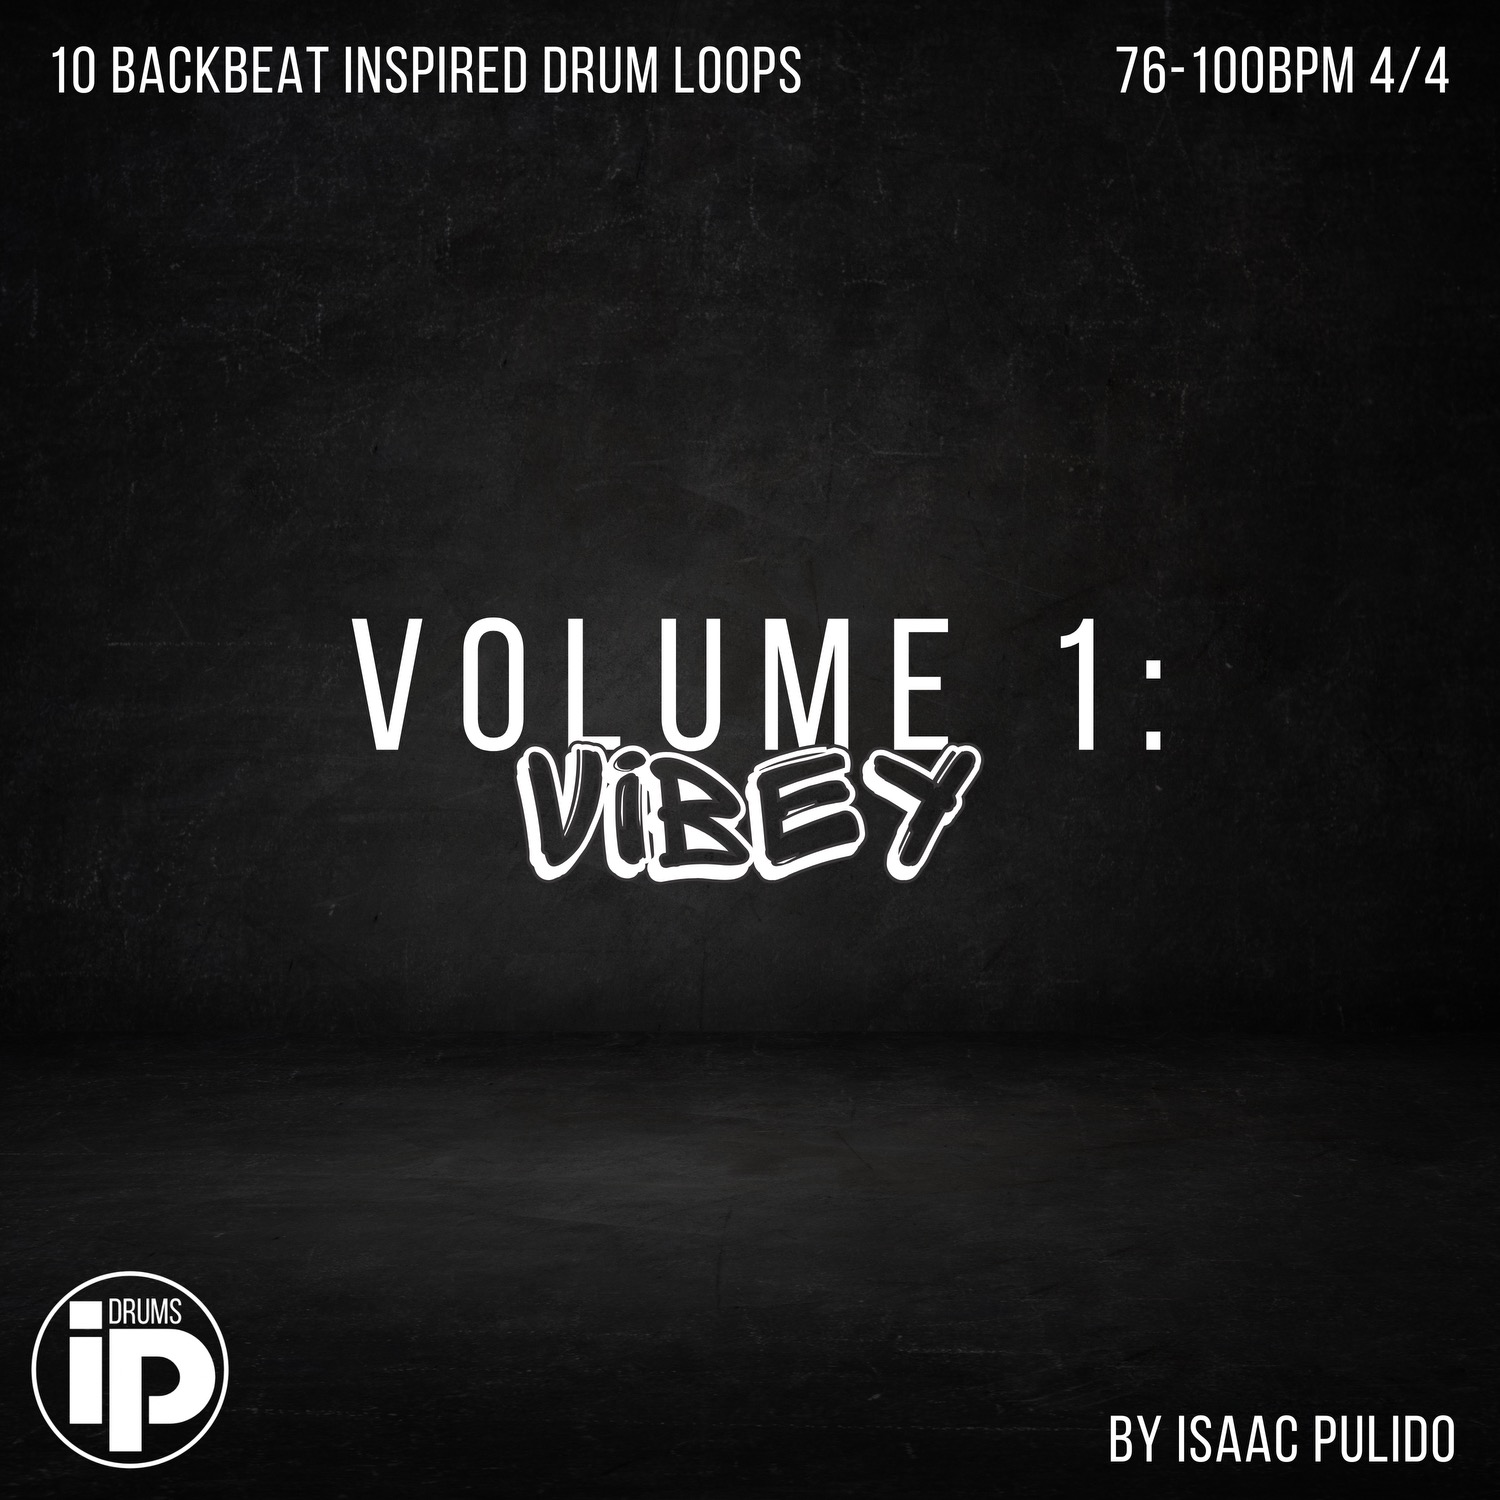 10 BACKBEAT INSPIRED DRUM LOOPS
76-100BPM 4/4
VOLUME 1:
ViBEY
DRUMS
iP
BY ISAAC PULIDO